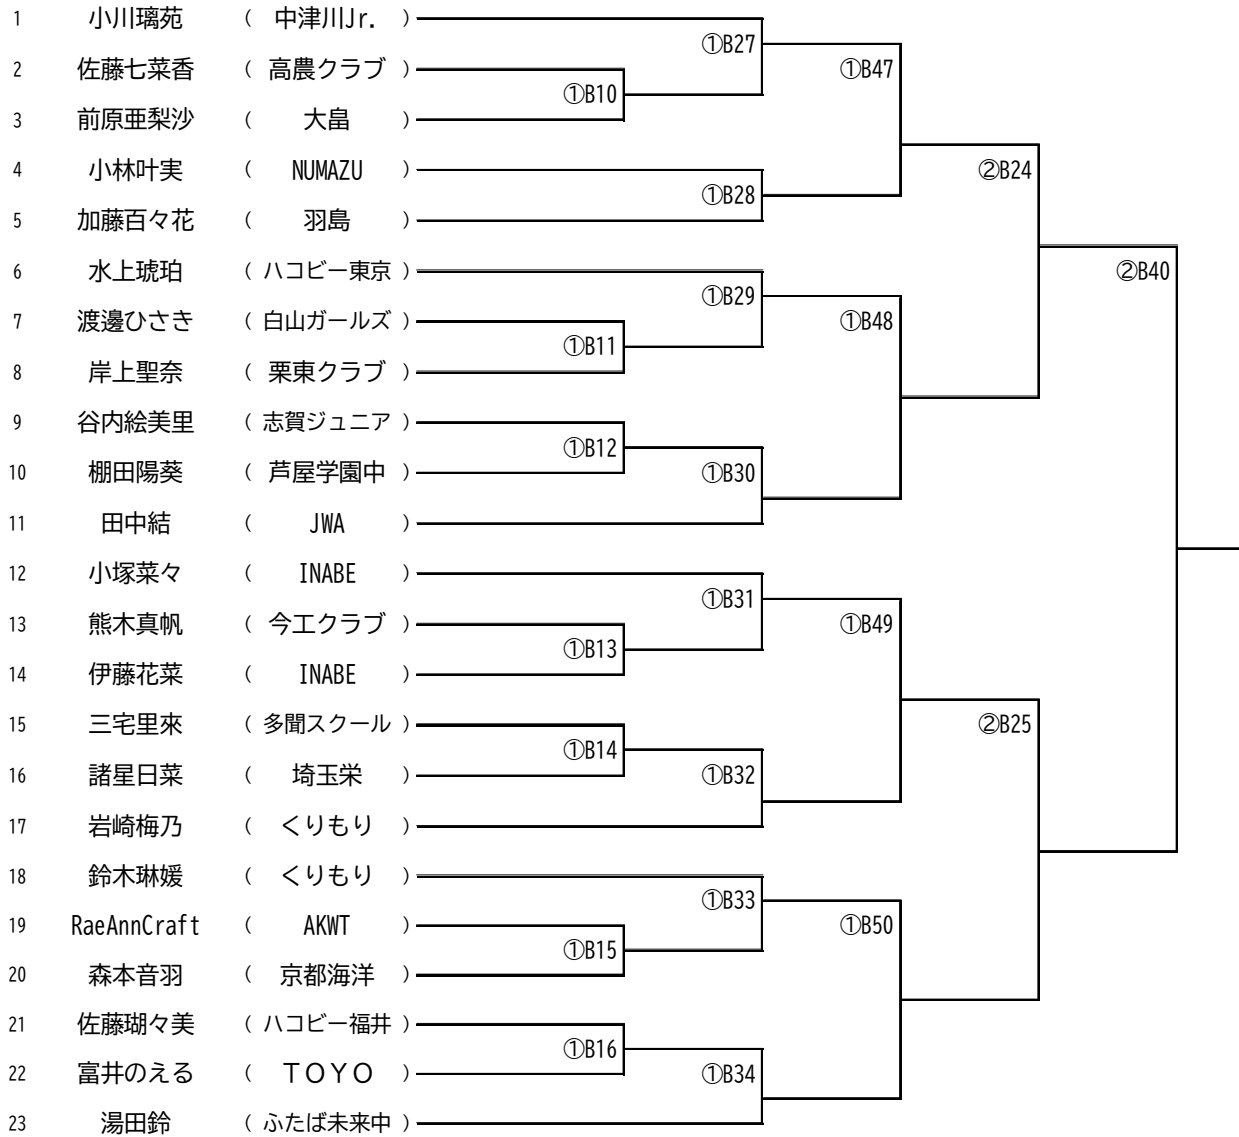 1 小川璃苑 ( 中津川Jr. )
①B27
2 佐藤七菜香 ( 高農クラブ ) ①B47
①B10
3 前原亜梨沙 ( 大畠 )
4 小林叶実 ( NUMAZU ) ②B24
①B28
5 加藤百々花 ( 羽島 )
6 水上琥珀 ( ハコビー東京 ) ②B40
①B29
7 渡邊ひさき ( 白山ガールズ ) ①B48
①B11
8 岸上聖奈 ( 栗東クラブ )
9 谷内絵美里 ( 志賀ジュニア )
①B12
10 棚田陽葵 ( 芦屋学園中 ) ①B30
11 田中結 ( JWA )
12 小塚菜々 ( INABE )
①B31
13 熊木真帆 ( 今工クラブ ) ①B49
①B13
14 伊藤花菜 ( INABE )
15 三宅里來 ( 多聞スクール ) ②B25
①B14
16 諸星日菜 ( 埼玉栄 ) ①B32
17 岩崎梅乃 ( くりもり )
18 鈴木琳媛 ( くりもり )
①B33
19 RaeAnnCraft ( AKWT ) ①B50
①B15
20 森本音羽 ( 京都海洋 )
21 佐藤瑚々美 ( ハコビー福井 )
①B16
22 富井のえる ( ＴＯＹＯ ) ①B34
23 湯田鈴 ( ふたば未来中 )